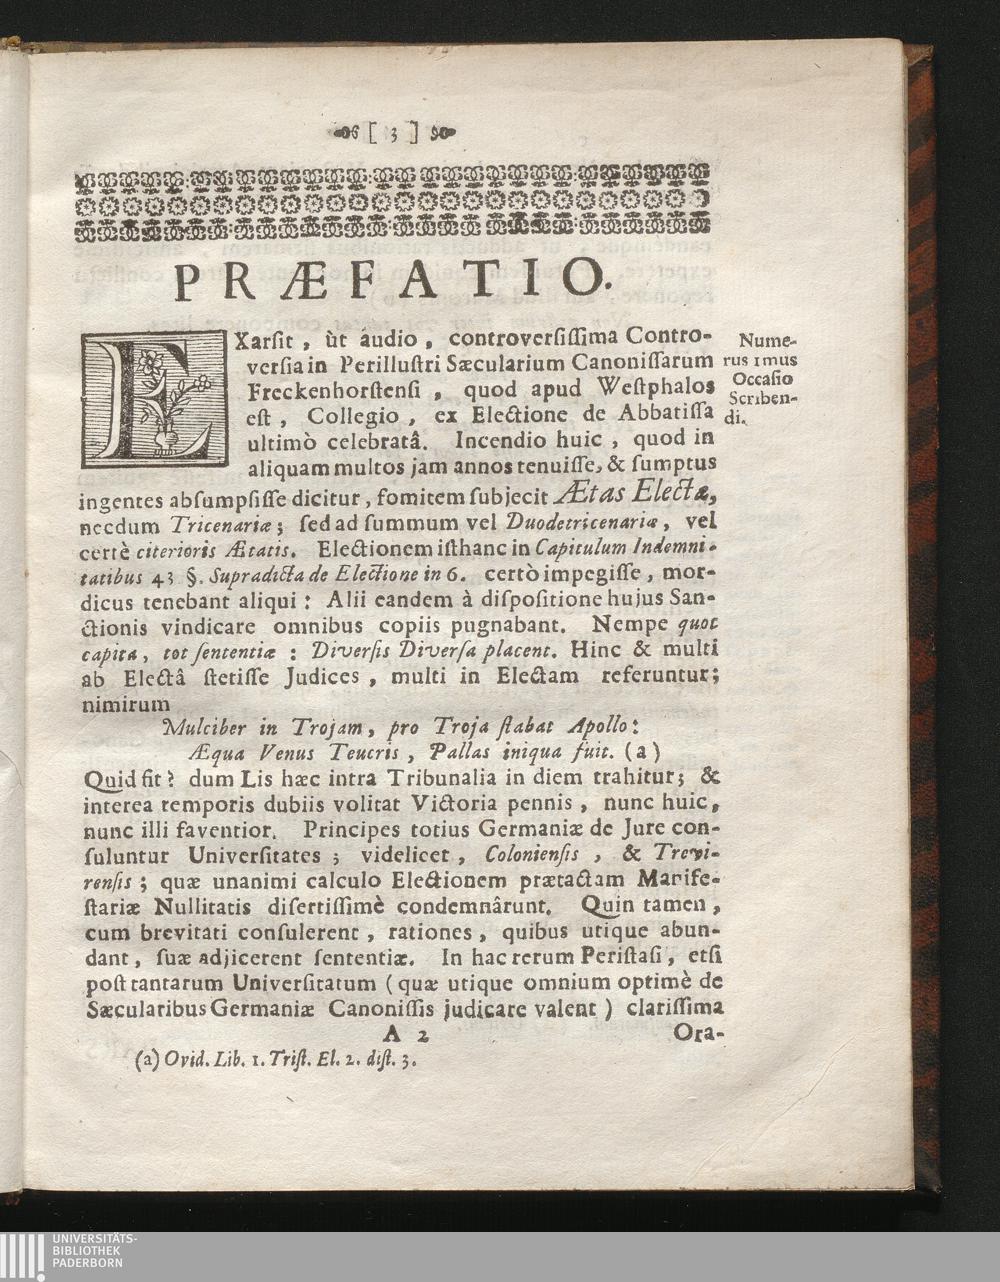 [ 3 ]
PRÆFATIO.
EXarſit, ùt audio, controverſiſſima Contro-
verſia in Perilluſtri Sæcularium Canoniſſarum
Freckenhorſtenſi, quod apud Weſtphalos
eſt, Collegio, ex Electione de Abbatiſſa
ultimò celebratâ. Incendio huic, quod in
aliquam multos jam annos tenuiſſe, & ſumptus
ingentes abſumpſiſſe dicitur, fomitem ſubjecit Ætas Electæ,
necdum Tricenariæ; ſed ad ſummum vel Duodetricenariæ, vel
certè citerioris Ætatis. Electionem iſthanc in Capitulum Indemni-
tatibus 43 §. Supradicta de Electione in 6. certò impegiſſe, mor-
dicus tenebant aliqui: Alii eandem à diſpoſitione hujus San-
ctionis vindicare omnibus copiis pugnabant. Nempe quot
capita, tot ſententiæ: Diverſis Diverſa placent. Hinc & multi
ab Electâ ſtetiſſe Judices, multi in Electam referuntur;
nimirum
Mulciber in Trojam, pro Troja ſtabat Apollo:
Æqua Venus Teucris, Pallas iniqua fuit. (a)
Quid fit? dum Lis hæc intra Tribunalia in diem trahitur; &
interea temporis dubiis volitat Victoria pennis, nunc huic,
nunc illi faventior. Principes totius Germaniæ de Jure con-
ſuluntur Univerſitates; videlicet, Colonienſis, & Trevi-
renſis; quæ unanimi calculo Electionem prætactam Manife-
ſtariæ Nullitatis diſertiſſimè condemnârunt. Quin tamen,
cum brevitati conſulerent, rationes, quibus utique abun-
dant, ſuæ adjicerent ſententiæ. In hac rerum Periſtaſi, etſi
poſt tantarum Univerſitatum (quæ utique omnium optimè de
Sæcularibus Germaniæ Canoniſſis judicare valent) clariſſima
A 2 Ora-
(a) Ovid. Lib. 1. Triſt. El. 2. diſt. 3.
Nume-
rus 1mus
Occaſio
Scriben-
di.
UNIVERSITÄTS-
BIBLIOTHEK
PADERBORN